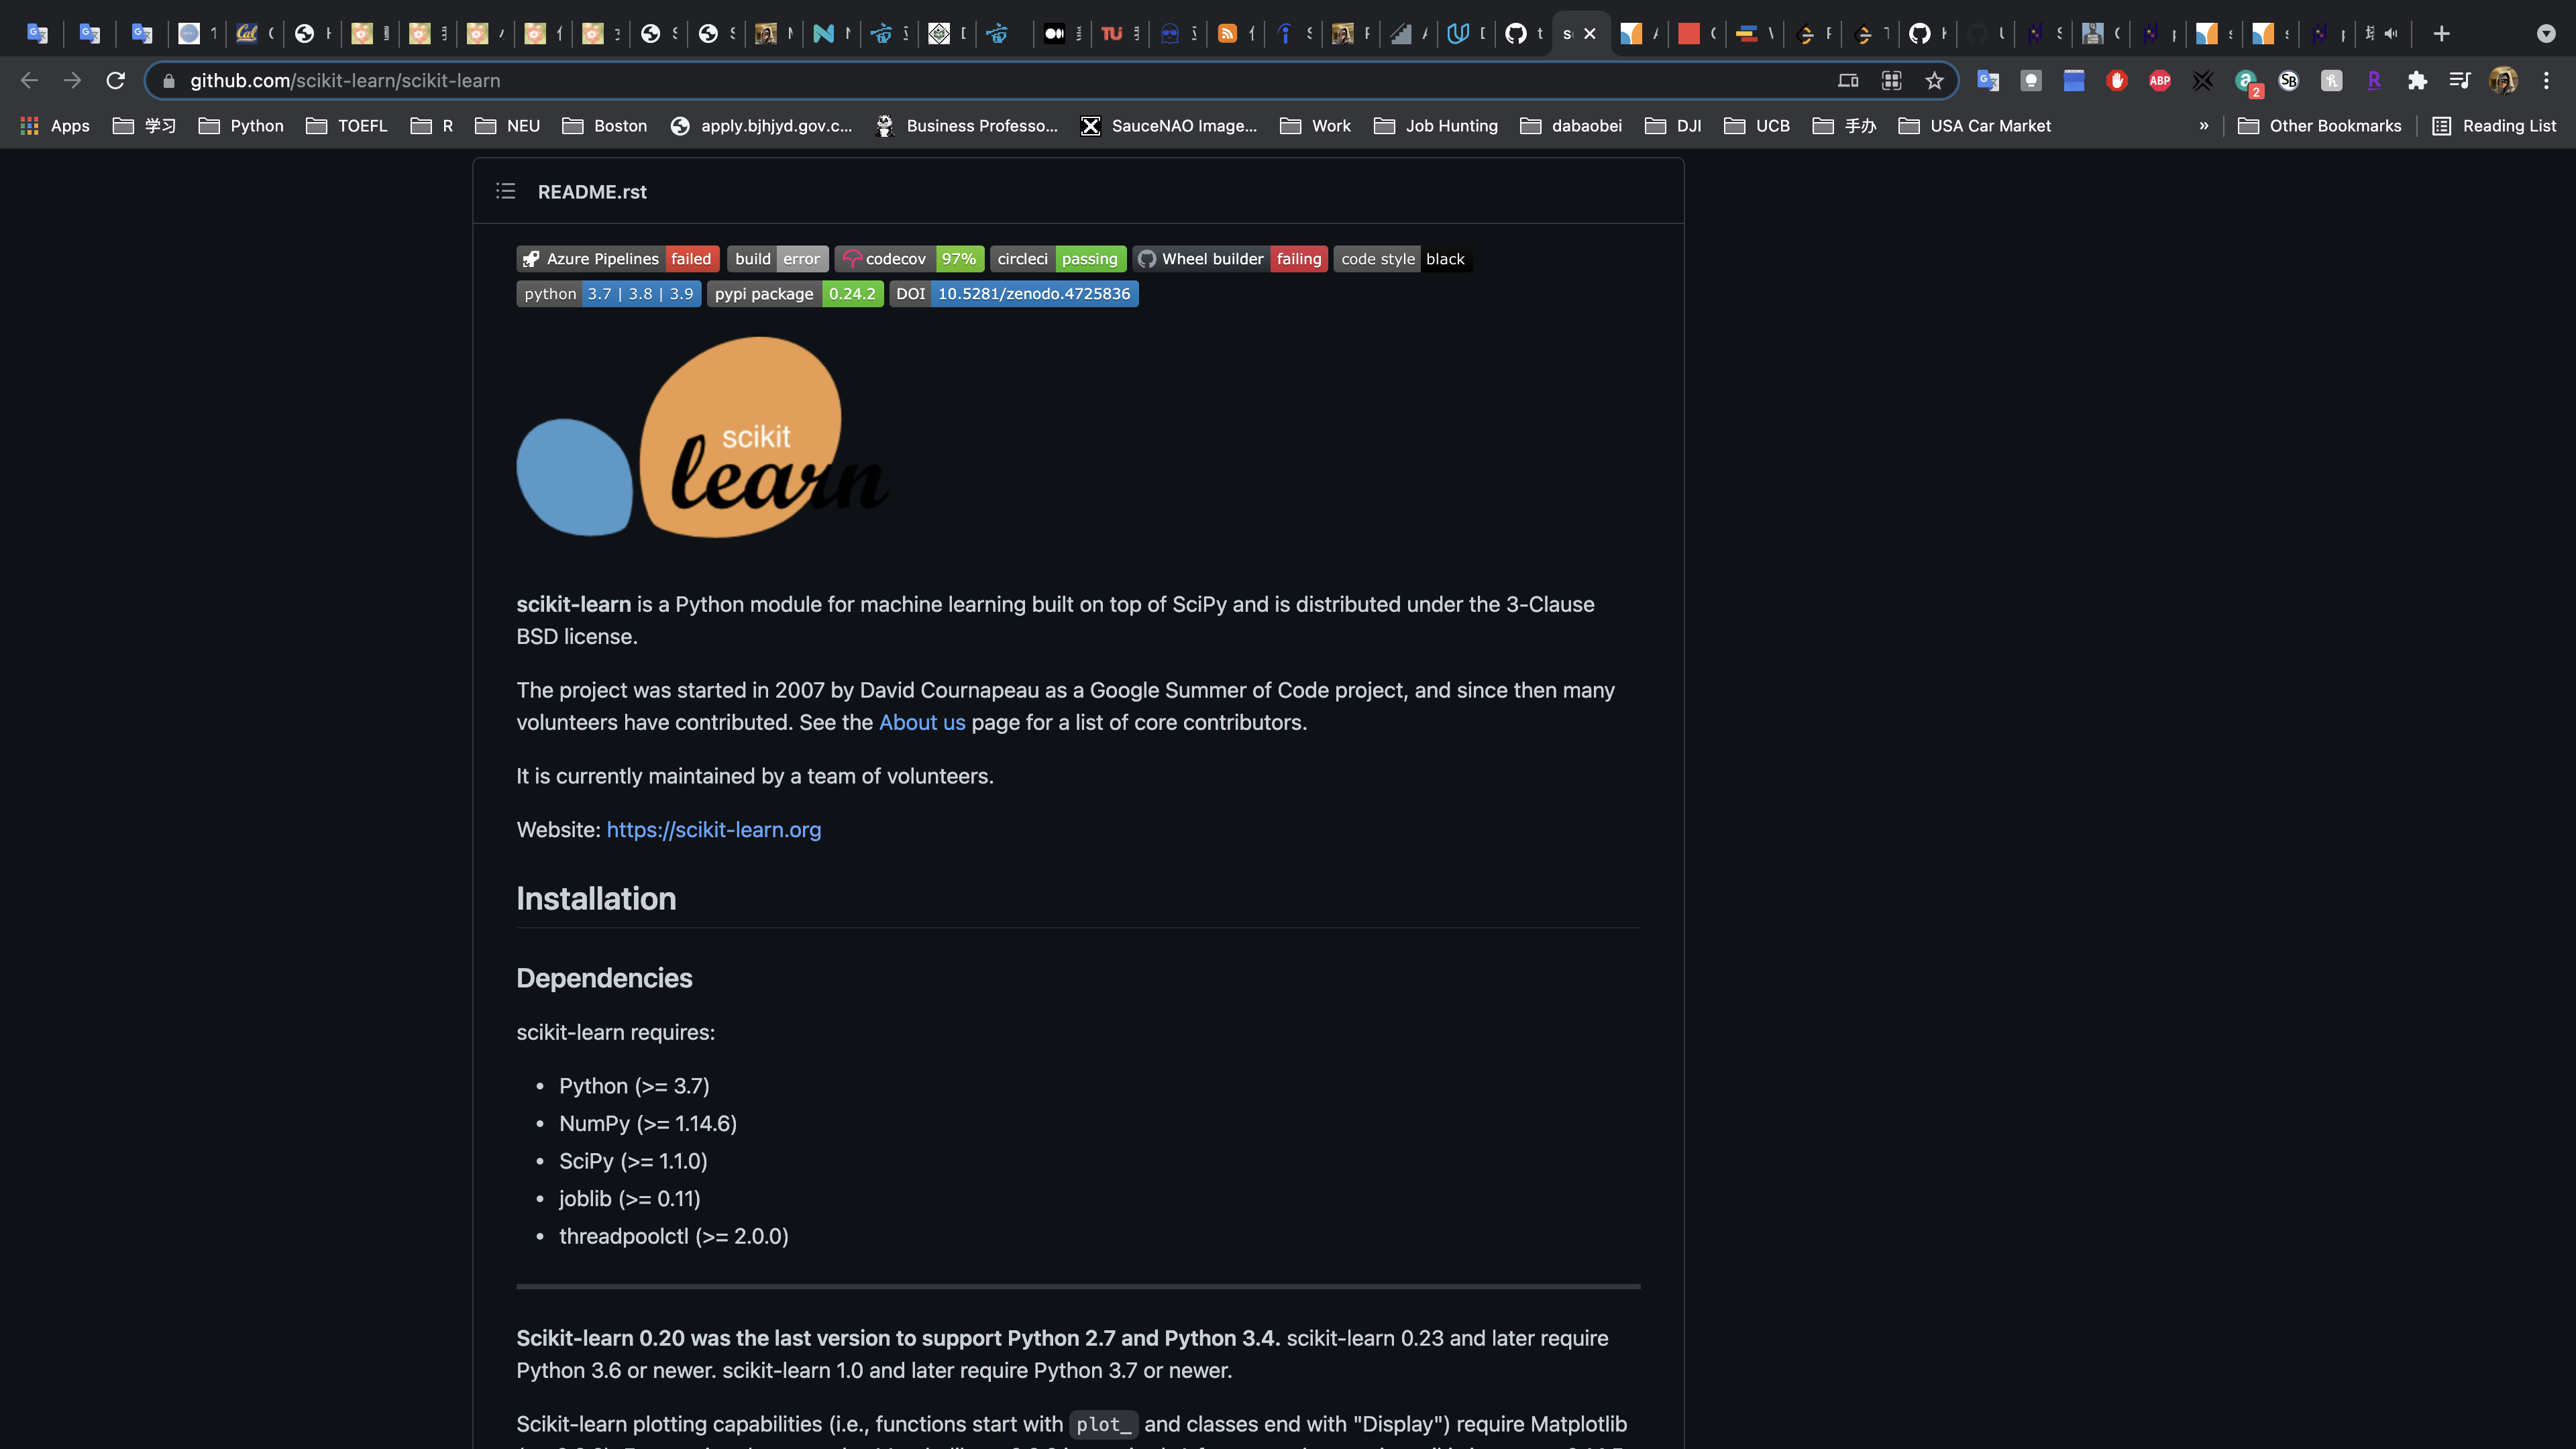 github.com/scikit-learn/scikit-learn
Apps 学习 Python TOEFL R NEU Boston apply.bjhjyd.gov.c... Business Professo... SauceNAO Image... Work Job Hunting dabaobei DJI UCB 手办 USA Car Market » Other Bookmarks Reading List
README.rst
Azure Pipelines failed build error codecov 97% circleci passing Wheel builder failing code style black
python 3.7 | 3.8 | 3.9 pypi package 0.24.2 DOI 10.5281/zenodo.4725836
scikit
learn
scikit-learn is a Python module for machine learning built on top of SciPy and is distributed under the 3-Clause
BSD license.
The project was started in 2007 by David Cournapeau as a Google Summer of Code project, and since then many
volunteers have contributed. See the About us page for a list of core contributors.
It is currently maintained by a team of volunteers.
Website: https://scikit-learn.org
Installation
Dependencies
scikit-learn requires:
• Python (>= 3.7)
• NumPy (>= 1.14.6)
• SciPy (>= 1.1.0)
• joblib (>= 0.11)
• threadpoolctl (>= 2.0.0)
Scikit-learn 0.20 was the last version to support Python 2.7 and Python 3.4. scikit-learn 0.23 and later require
Python 3.6 or newer. scikit-learn 1.0 and later require Python 3.7 or newer.
Scikit-learn plotting capabilities (i.e., functions start with plot_ and classes end with "Display") require Matplotlib